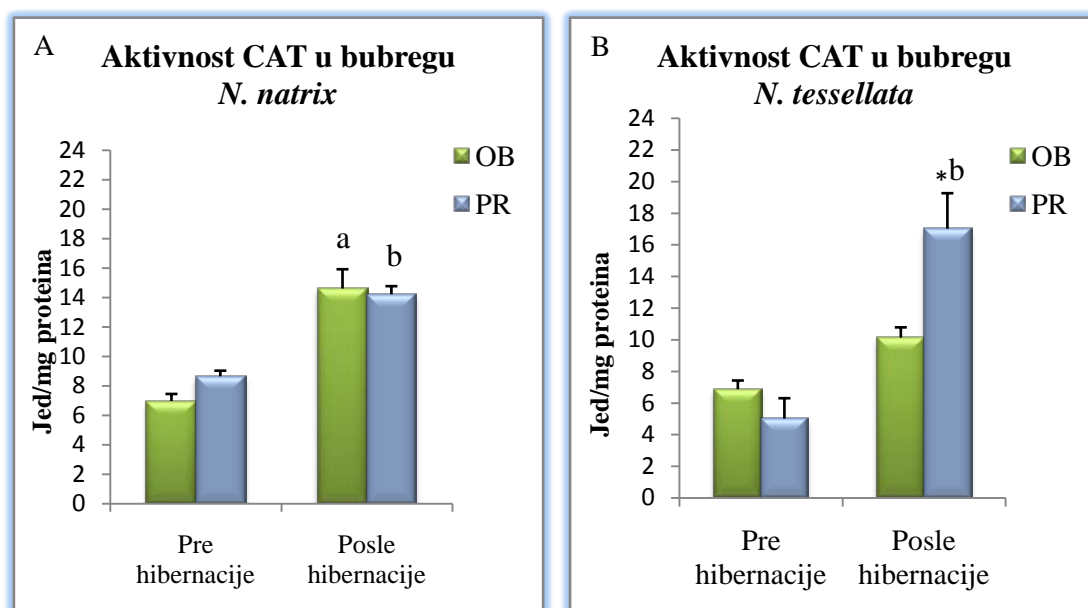 A
Aktivnost CAT u bubregu
N. natrix
24
22
20
18
16
14
12
10
8
6
4
2
0
Jed/mg proteina
a
b
OB
PR
Pre
hibernacije
Posle
hibernacije
B
Aktivnost CAT u bubregu
N. tessellata
24
22
20
18
16
14
12
10
8
6
4
2
0
Jed/mg proteina
*b
OB
PR
Pre
hibernacije
Posle
hibernacije